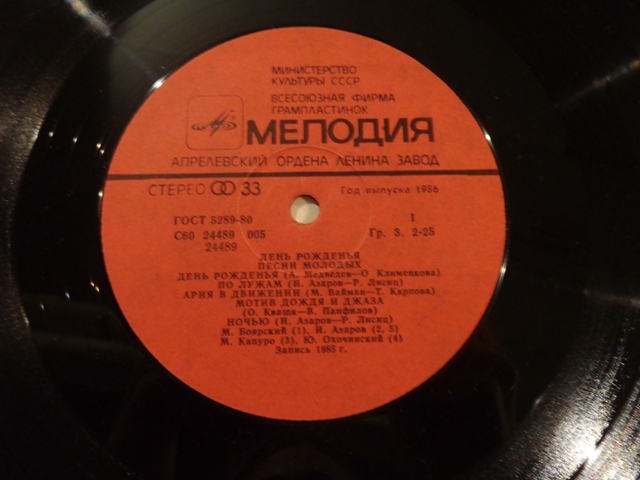 МИНИСТЕРСТВО
КУЛЬТУРЫ СССР
ВСЕСОЮЗНАЯ ФИРМА
ГРАМПЛАСТИНОК
МЕЛОДИЯ
АПРЕЛЕВСКИЙ ОРДЕНА ЛЕНИНА ЗАВОД
СТЕРЕО 33 Год выпуска 1986
ГОСТ 5289-80 1
С60 24489 005 Гр. 3. 2-25
24489
ДЕНЬ РОЖДЕНЬЯ
ПЕСНИ МОЛОДЫХ
ДЕНЬ РОЖДЕНЬЯ (А. Медведев—О. Клименкова)
ПО ЛУЖАМ (И. Азаров—Р. Лисиц)
АРИЯ В ДВИЖЕНИИ (М. Вайман—Т. Карпова)
МОТИВ ДОЖДЯ И ДЖАЗА
(О. Кваша—В. Панфилов)
НОЧЬЮ (И. Азаров—Р. Лисиц)
М. Боярский (1), И. Азаров (2, 5)
М. Капуро (3), Ю. Охочинский (4)
Запись 1985 г.